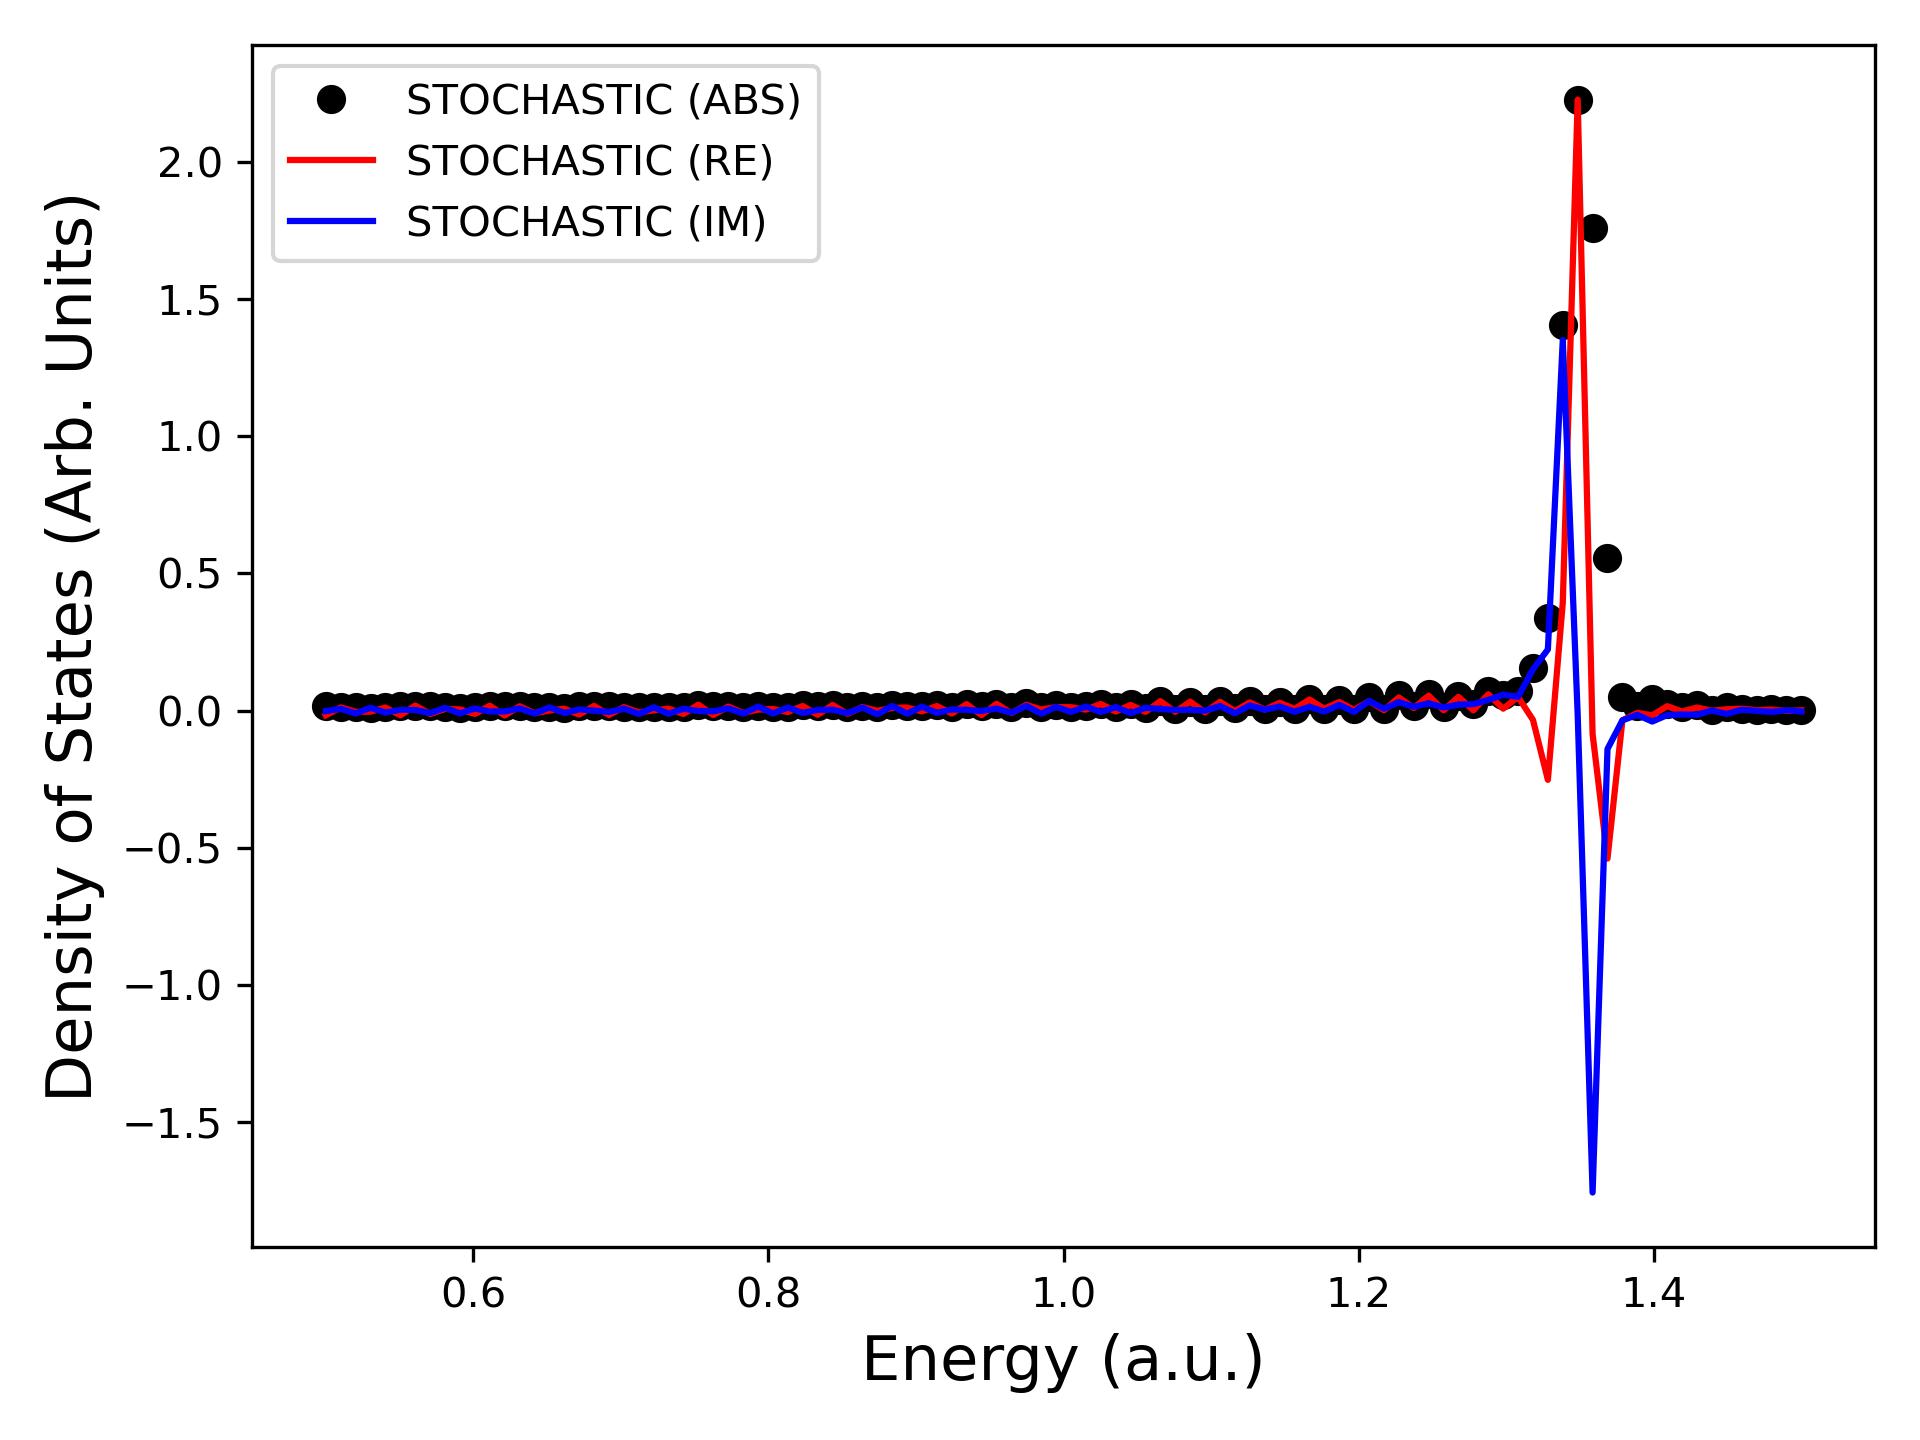 STOCHASTIC (ABS)
STOCHASTIC (RE)
STOCHASTIC (IM)
Density of States (Arb. Units)
2.0
1.5
1.0
0.5
0.0
−0.5
−1.0
−1.5
0.6
0.8
1.0
1.2
1.4
Energy (a.u.)